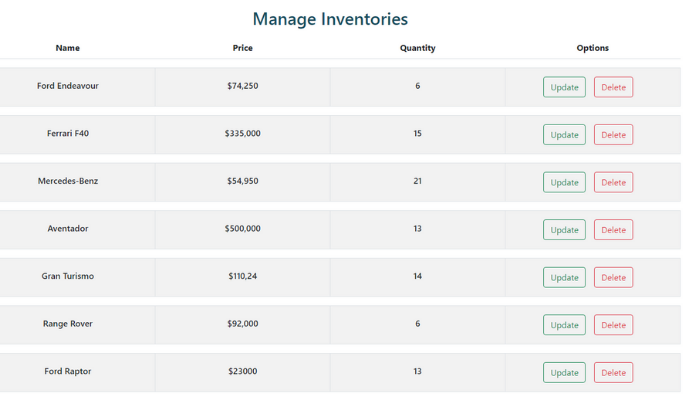 Manage Inventories
Name Price Quantity Options
Ford Endeavour $74,250 6 Update Delete
Ferrari F40 $335,000 15 Update Delete
Mercedes-Benz $54,950 21 Update Delete
Aventador $500,000 13 Update Delete
Gran Turismo $110,24 14 Update Delete
Range Rover $92,000 6 Update Delete
Ford Raptor $23000 13 Update Delete